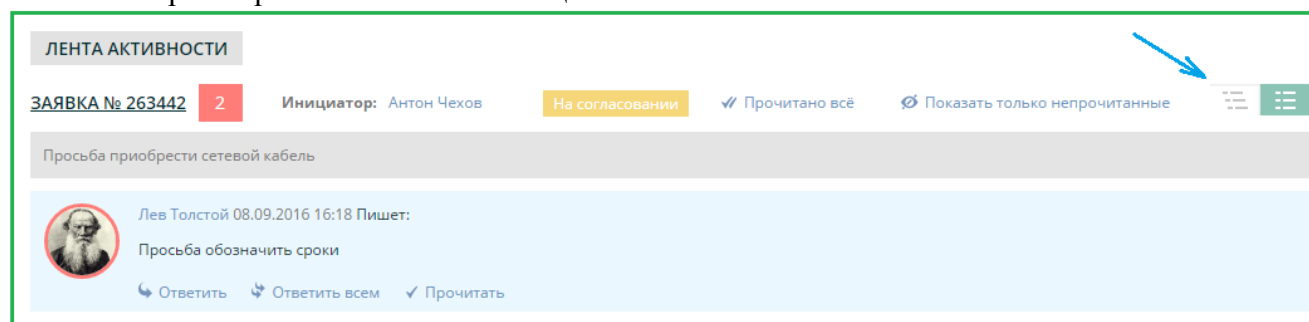 ЛЕНТА АКТИВНОСТИ
ЗАЯВКА № 263442 2 Инициатор: Антон Чехов На согласовании Прочитано всё Показать только непрочитанные
Просьба приобрести сетевой кабель
Лев Толстой 08.09.2016 16:18 Пишет:
Просьба обозначить сроки
Ответить Ответить всем Прочитать